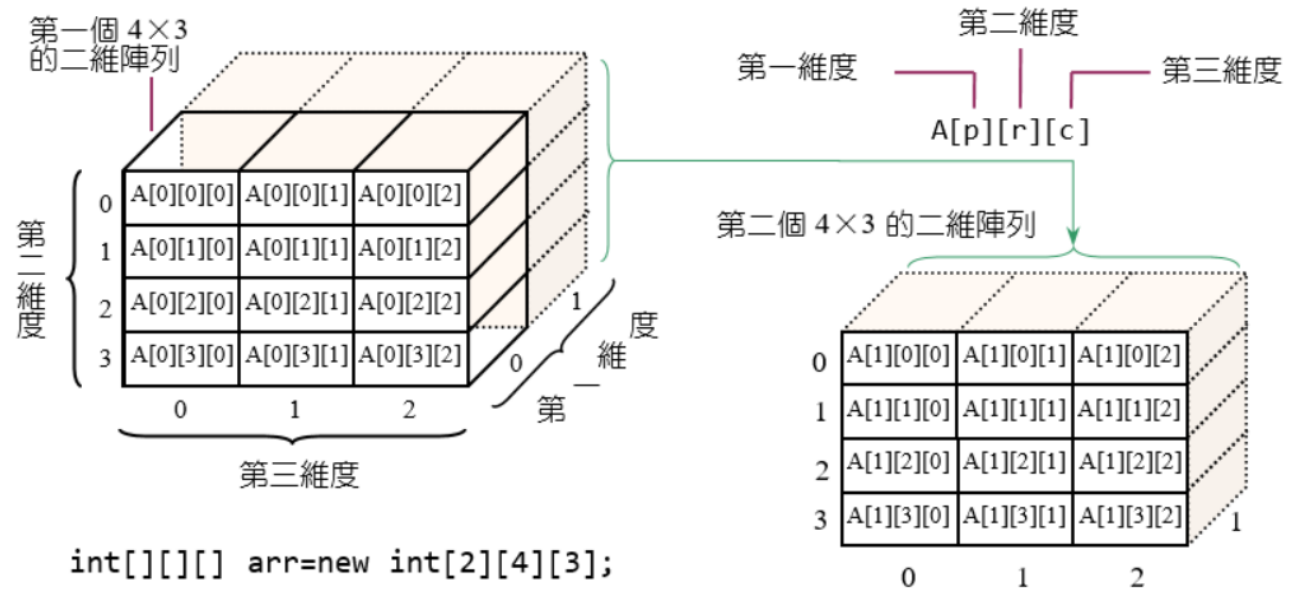 第一個 4×3
的二維陣列
第二維度
0 A[0][0][0] A[0][0][1] A[0][0][2]
1 A[0][1][0] A[0][1][1] A[0][1][2]
2 A[0][2][0] A[0][2][1] A[0][2][2]
3 A[0][3][0] A[0][3][1] A[0][3][2]
0 1 2
第三維度
0
1
第一維度
int[][][] arr=new int[2][4][3];
第二維度
第一維度
第三維度
A[p][r][c]
第二個 4×3 的二維陣列
0 A[1][0][0] A[1][0][1] A[1][0][2]
1 A[1][1][0] A[1][1][1] A[1][1][2]
2 A[1][2][0] A[1][2][1] A[1][2][2]
3 A[1][3][0] A[1][3][1] A[1][3][2]
1
0 1 2